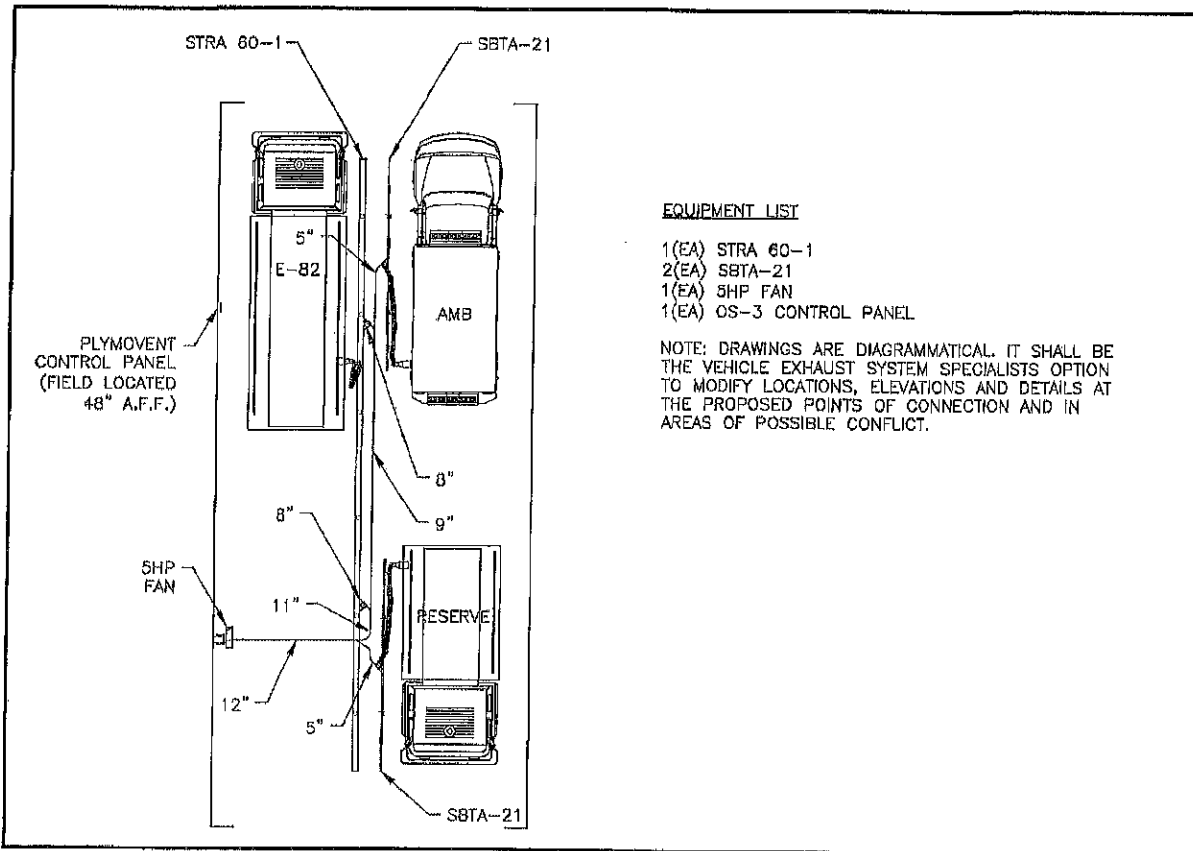 STRA 60-1
SBTA-21
5"
E-82
AMB
PLYMOVENT
CONTROL PANEL
(FIELD LOCATED
48" A.F.F.)
8"
9"
8"
5HP
FAN
11"
RESERVE
12"
5"
SBTA-21
EQUIPMENT LIST
1(EA) STRA 60-1
2(EA) SBTA-21
1(EA) 5HP FAN
1(EA) OS-3 CONTROL PANEL
NOTE: DRAWINGS ARE DIAGRAMMATICAL. IT SHALL BE
THE VEHICLE EXHAUST SYSTEM SPECIALISTS OPTION
TO MODIFY LOCATIONS, ELEVATIONS AND DETAILS AT
THE PROPOSED POINTS OF CONNECTION AND IN
AREAS OF POSSIBLE CONFLICT.